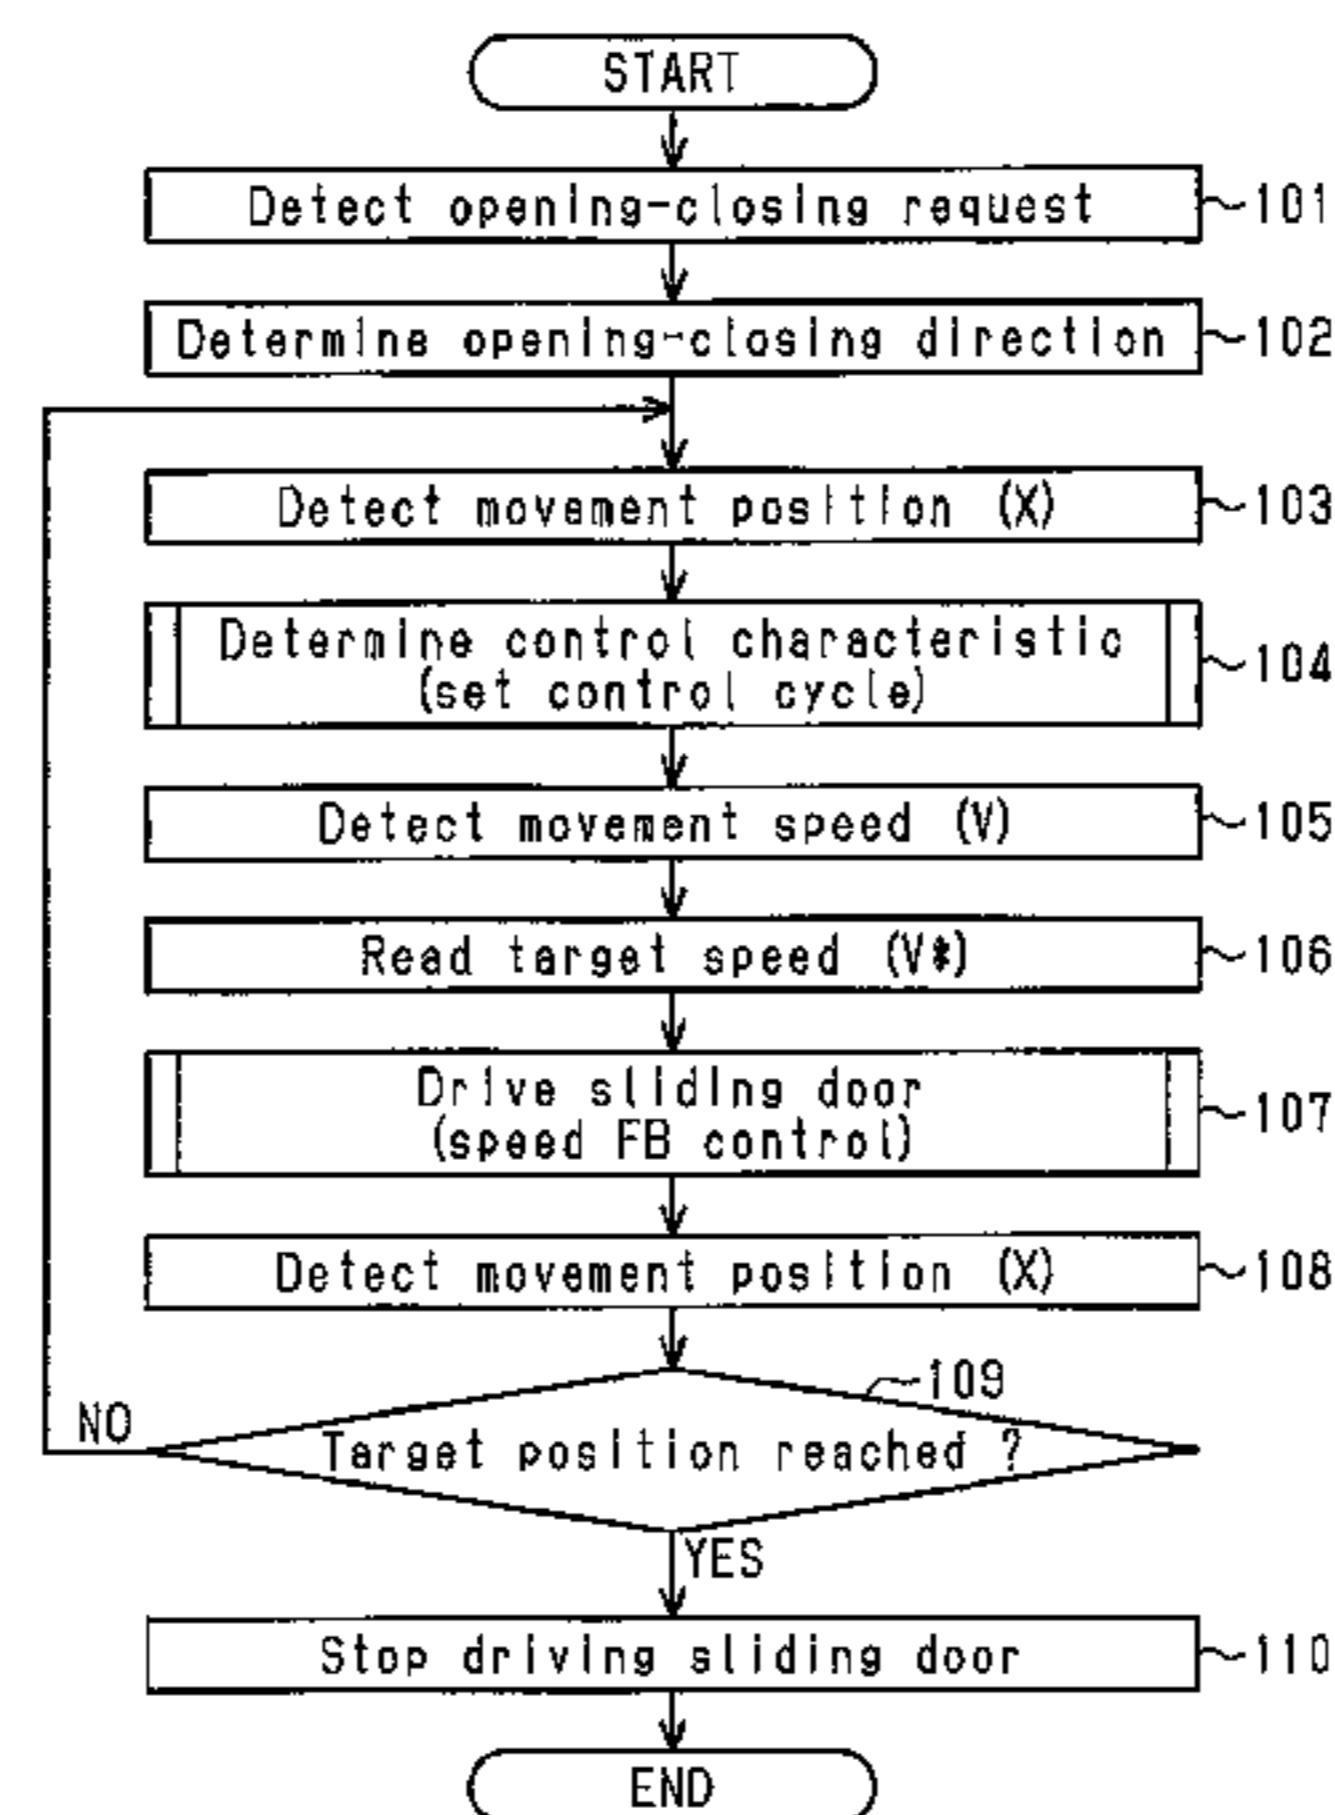 START
Detect opening-closing request
101
Determine opening-closing direction
102
Detect movement position (X)
103
Determine control characteristic
(set control cycle)
104
Detect movement speed (V)
105
Read target speed (V*)
106
Drive sliding door
(speed FB control)
107
Detect movement position (X)
108
109
NO
Target position reached ?
YES
Stop driving sliding door
110
END